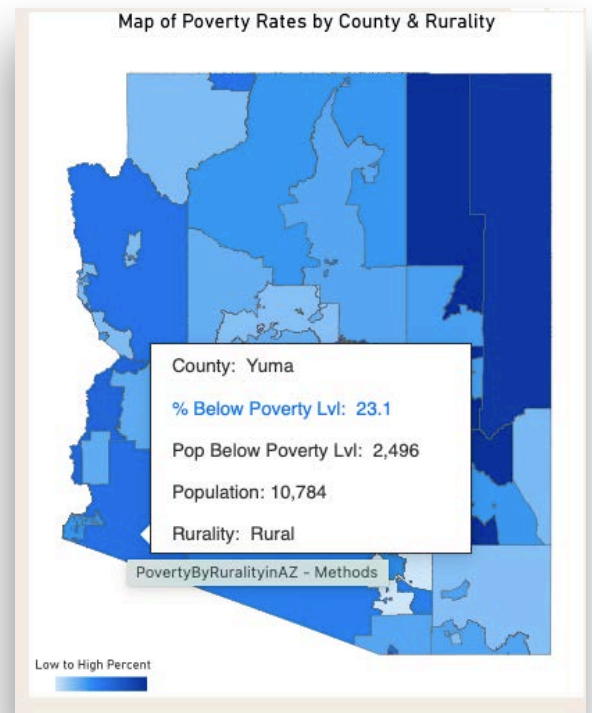 Map of Poverty Rates by County & Rurality
County: Yuma
% Below Poverty Lvl: 23.1
Pop Below Poverty Lvl: 2,496
Population: 10,784
Rurality: Rural
PovertyByRuralityinAZ - Methods
Low to High Percent